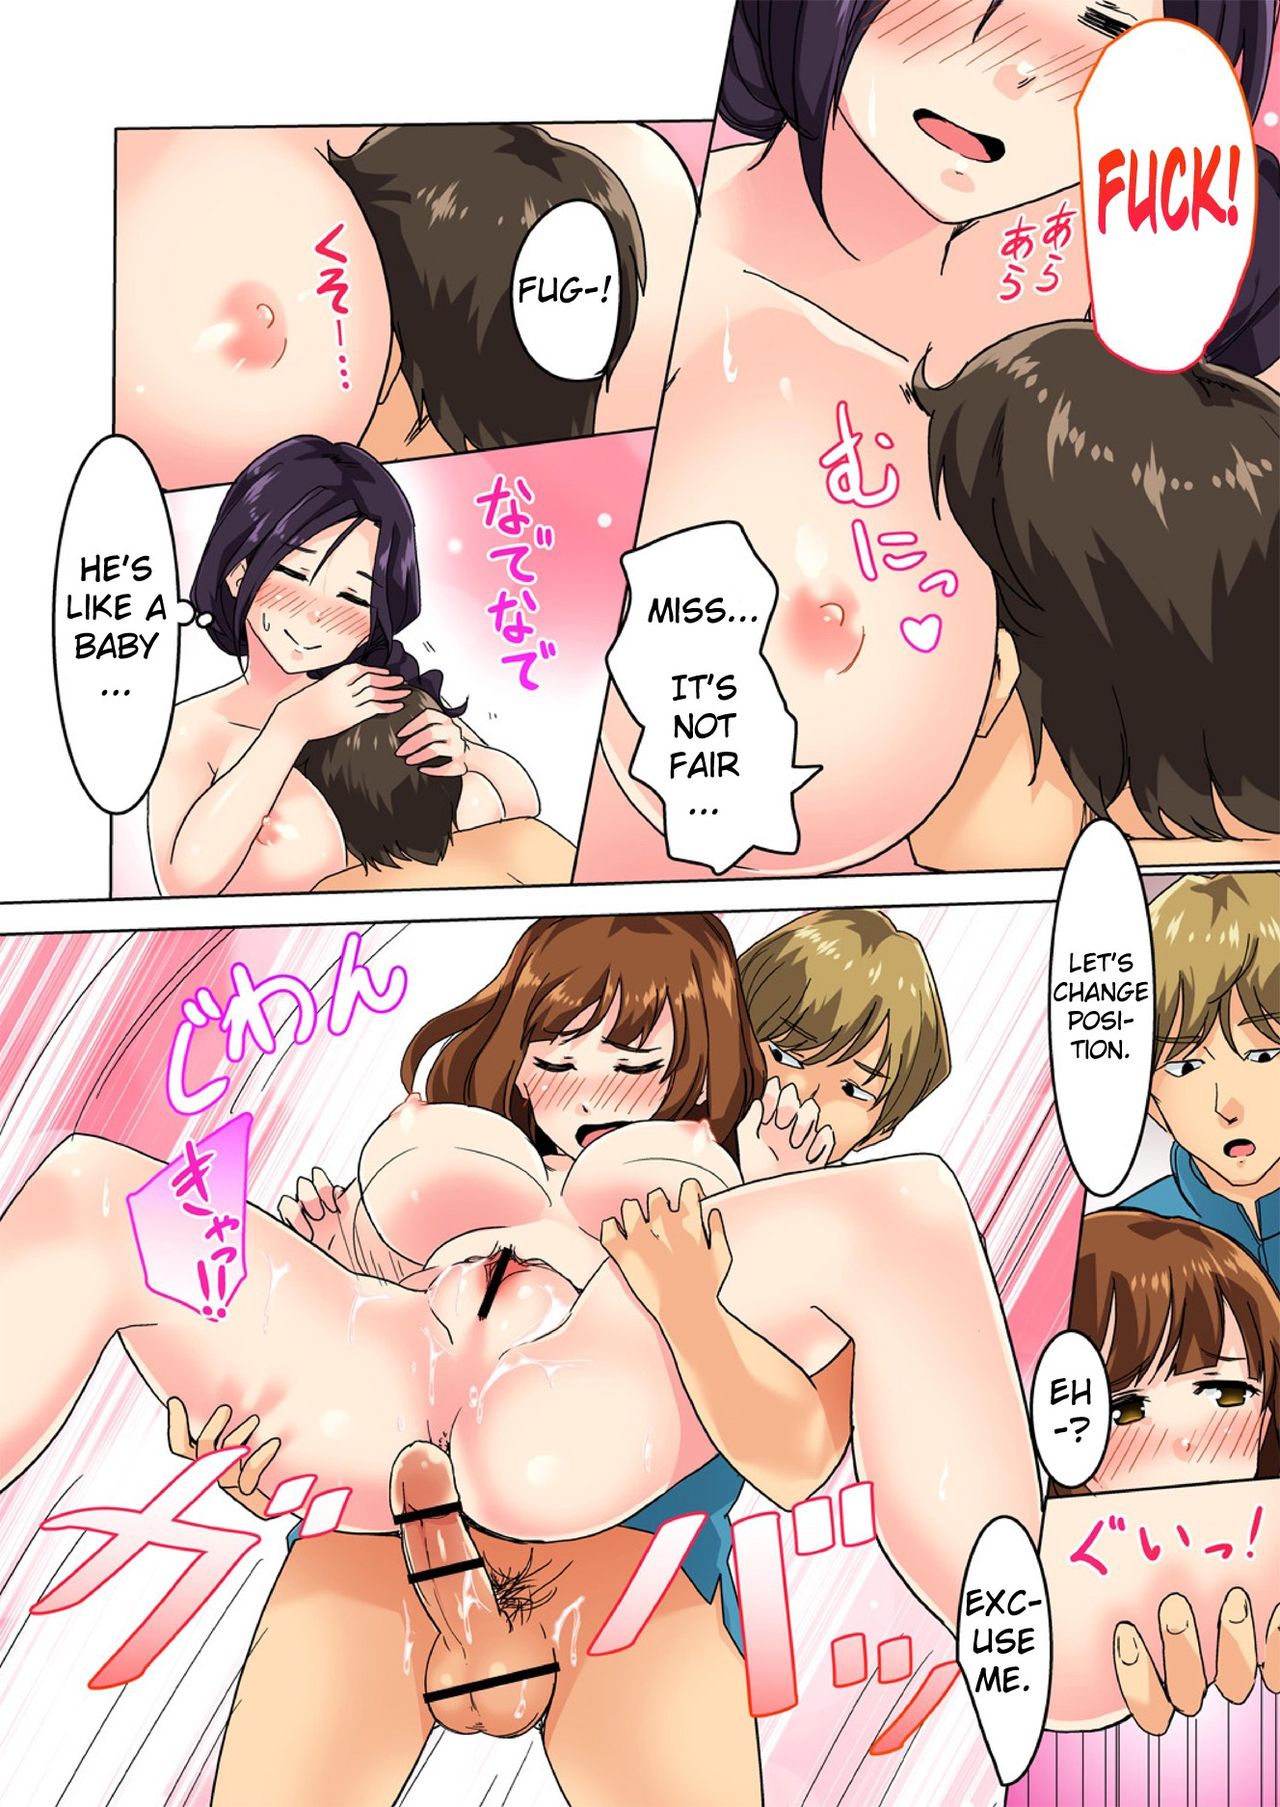 FUCK!
あら
あら
むにっ♡
MISS...
IT'S
NOT
FAIR
...
FUG-!
くそー…
なでなで
HE'S
LIKE A
BABY
...
LET'S
CHANGE
POSI-
TION.
EH
-?
ぐいっ!
EXC-
USE
ME.
じわん
きゃっ!!
ガバッ